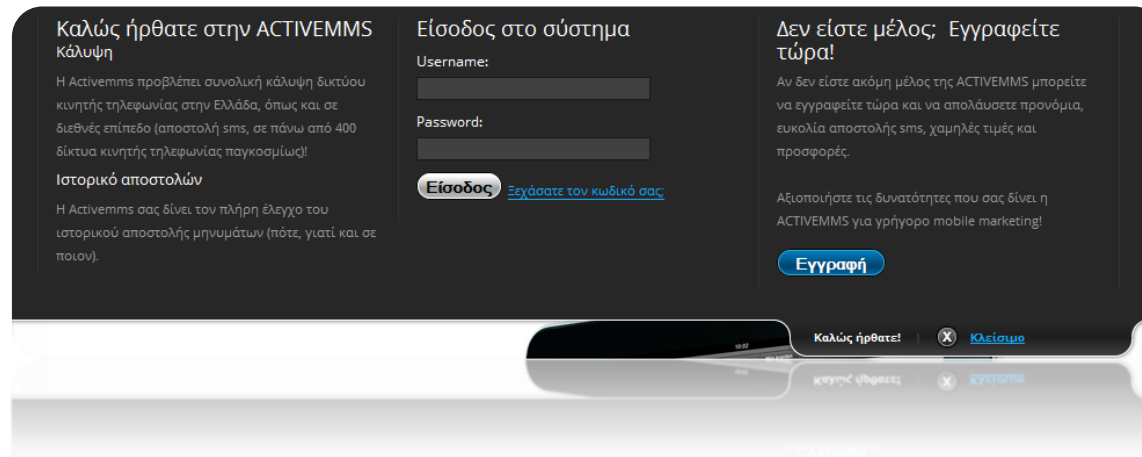 Καλώς ήρθατε στην ACTIVEMMS
Κάλυψη
Η Activemms προβλέπει συνολική κάλυψη δικτύου
κινητής τηλεφωνίας στην Ελλάδα, όπως και σε
διεθνές επίπεδο (αποστολή sms, σε πάνω από 400
δίκτυα κινητής τηλεφωνίας παγκοσμίως)!
Ιστορικό αποστολών
Η Activemms σας δίνει τον πλήρη έλεγχο του
ιστορικού αποστολής μηνυμάτων (πότε, γιατί και σε
ποιον).
Είσοδος στο σύστημα
Username:
Password:
Είσοδος Ξεχάσατε τον κωδικό σας;
Δεν είστε μέλος; Εγγραφείτε
τώρα!
Αν δεν είστε ακόμη μέλος της ACTIVEMMS μπορείτε
να εγγραφείτε τώρα και να απολάυσετε προνόμια,
ευκολία αποστολής sms, χαμηλές τιμές και
προσφορές.
Αξιοποιήστε τις δυνατότητες που σας δίνει η
ACTIVEMMS για γρήγορο mobile marketing!
Εγγραφή
10:02
Καλώς ήρθατε! | X Κλείσιμο